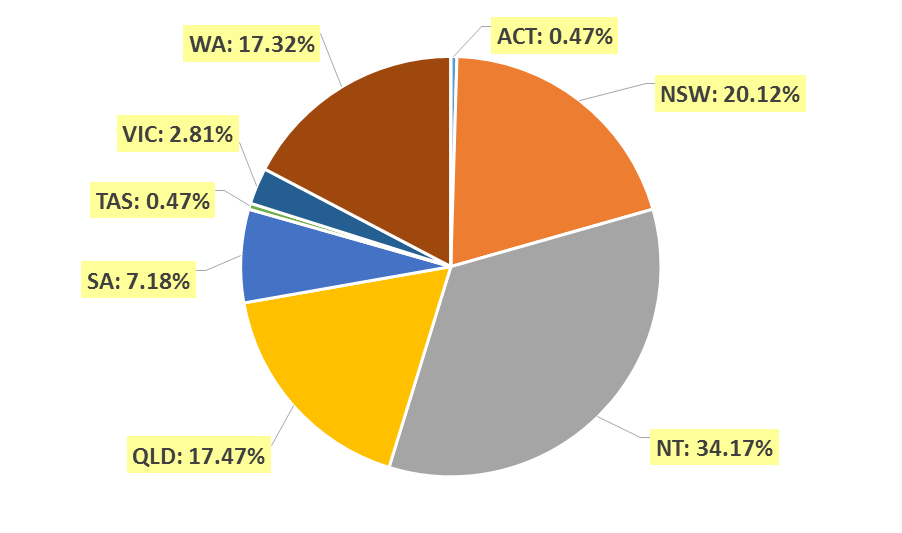 ACT: 0.47%
WA: 17.32%
NSW: 20.12%
VIC: 2.81%
TAS: 0.47%
SA: 7.18%
NT: 34.17%
QLD: 17.47%